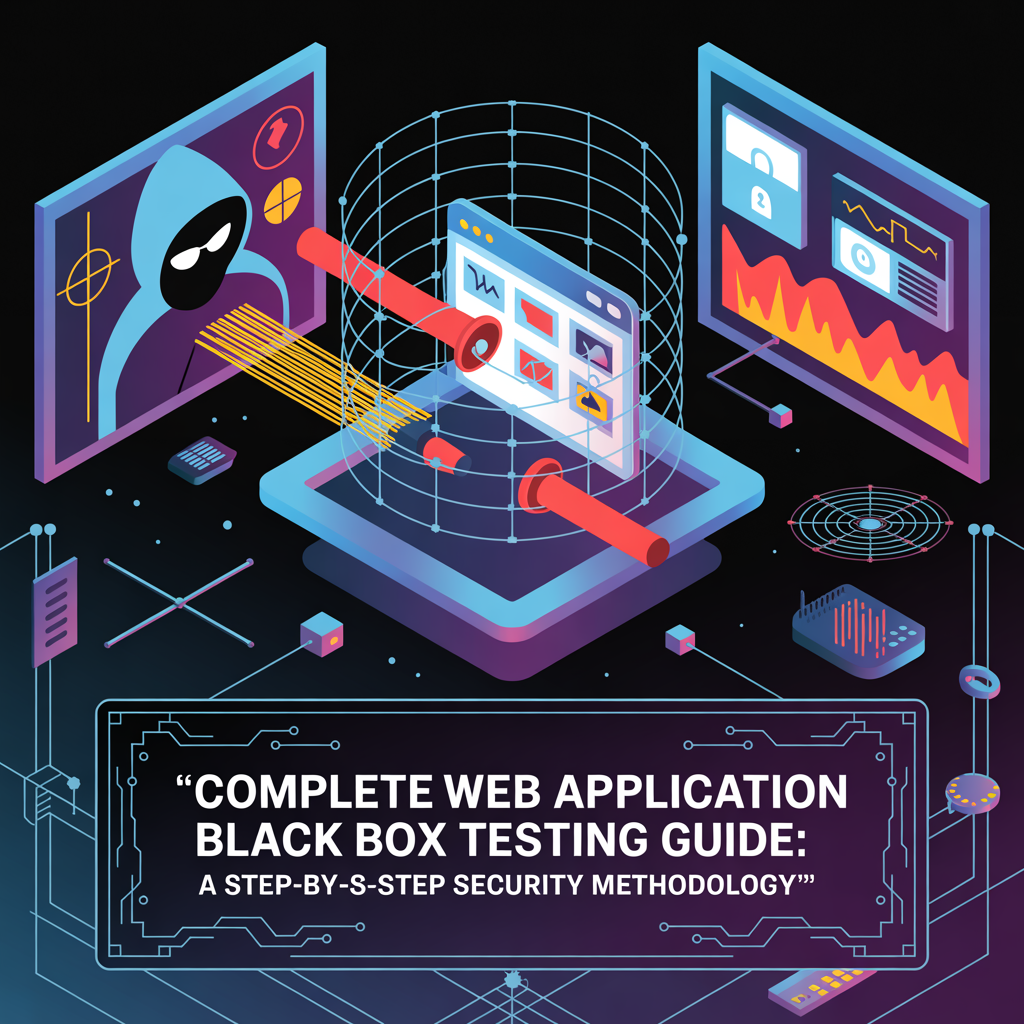 “COMPLETE WEB APPLICATION
BLACK BOX TESTING GUIDE:
A STEP-BY-S-STEP SECURITY METHODOLOGY”’